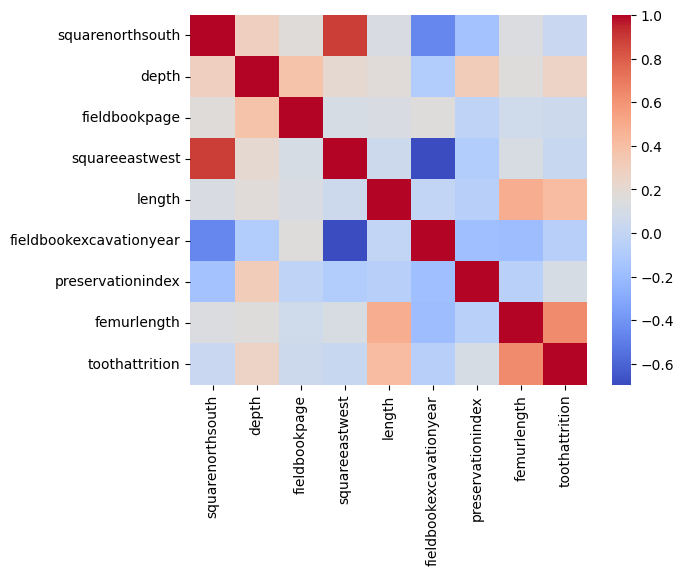 squarenorthsouth
depth
fieldbookpage
squareeastwest
length
fieldbookexcavationyear
preservationindex
femurlength
toothattrition
squarenorthsouth
depth
fieldbookpage
squareeastwest
length
fieldbookexcavationyear
preservationindex
femurlength
toothattrition
1.0
0.8
0.6
0.4
0.2
0.0
−0.2
−0.4
−0.6